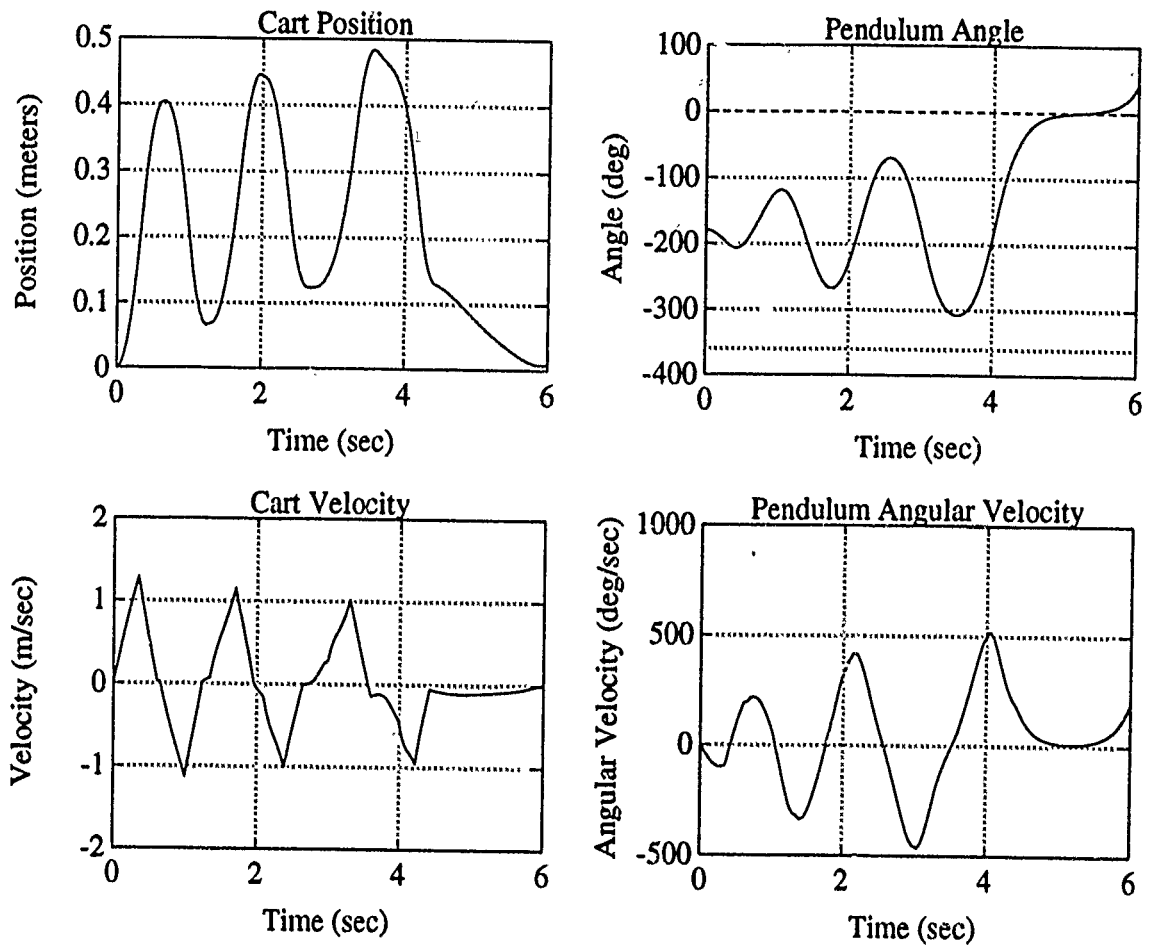 Cart Position
0.5
0.4
0.3
0.2
0.1
0
Position (meters)
0 2 4 6
Time (sec)
Pendulum Angle
100
0
-100
-200
-300
-400
Angle (deg)
0 2 4 6
Time (sec)
Cart Velocity
2
1
0
-1
-2
Velocity (m/sec)
0 2 4 6
Time (sec)
Pendulum Angular Velocity
1000
500
0
-500
Angular Velocity (deg/sec)
0 2 4 6
Time (sec)